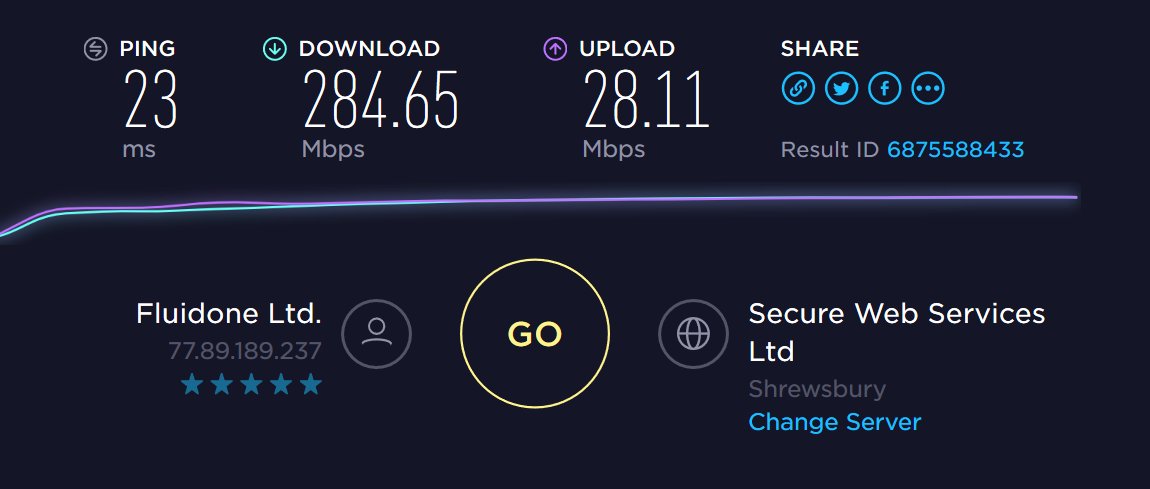 PING
23
ms
DOWNLOAD
284.65
Mbps
UPLOAD
28.11
Mbps
SHARE
Result ID 6875588433
Fluidone Ltd.
77.89.189.237
GO
Secure Web Services
Ltd
Shrewsbury
Change Server